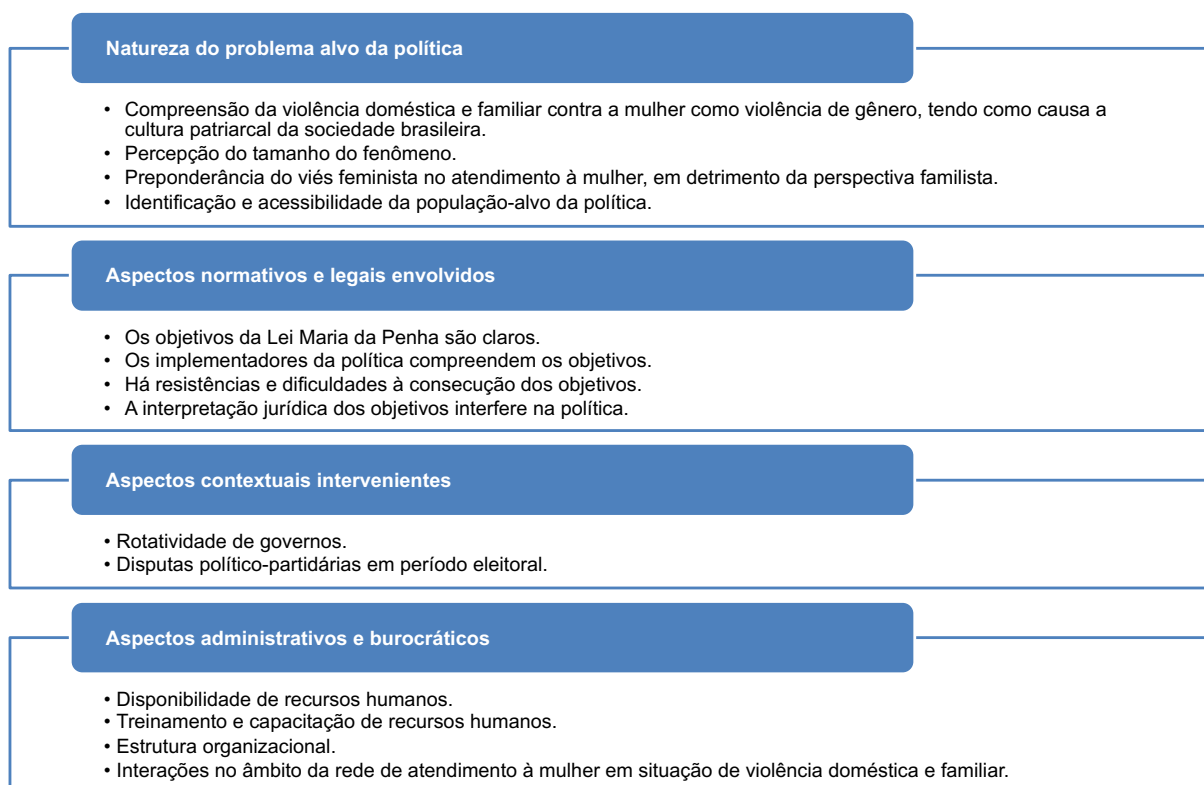 Natureza do problema alvo da política
• Compreensão da violência doméstica e familiar contra a mulher como violência de gênero, tendo como causa a
cultura patriarcal da sociedade brasileira.
• Percepção do tamanho do fenômeno.
• Preponderância do viés feminista no atendimento à mulher, em detrimento da perspectiva familista.
• Identificação e acessibilidade da população-alvo da política.
Aspectos normativos e legais envolvidos
• Os objetivos da Lei Maria da Penha são claros.
• Os implementadores da política compreendem os objetivos.
• Há resistências e dificuldades à consecução dos objetivos.
• A interpretação jurídica dos objetivos interfere na política.
Aspectos contextuais intervenientes
• Rotatividade de governos.
• Disputas político-partidárias em período eleitoral.
Aspectos administrativos e burocráticos
• Disponibilidade de recursos humanos.
• Treinamento e capacitação de recursos humanos.
• Estrutura organizacional.
• Interações no âmbito da rede de atendimento à mulher em situação de violência doméstica e familiar.